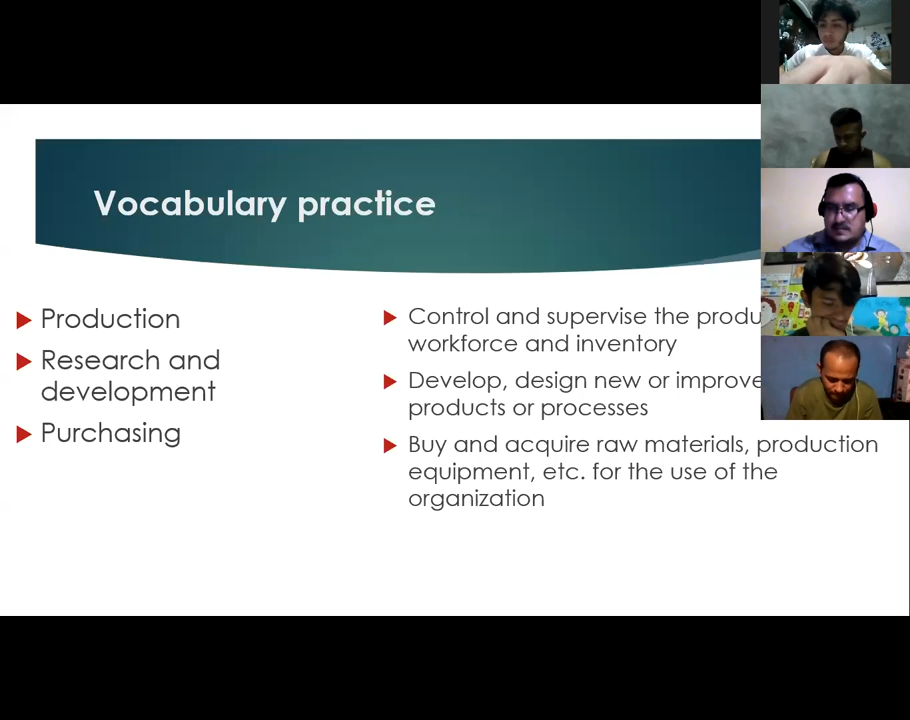 Vocabulary practice
Production
Research and
development
Purchasing
Control and supervise the
workforce and inventory
Develop, design new or improve
products or processes
Buy and acquire raw materials, production
equipment, etc. for the use of the
organization